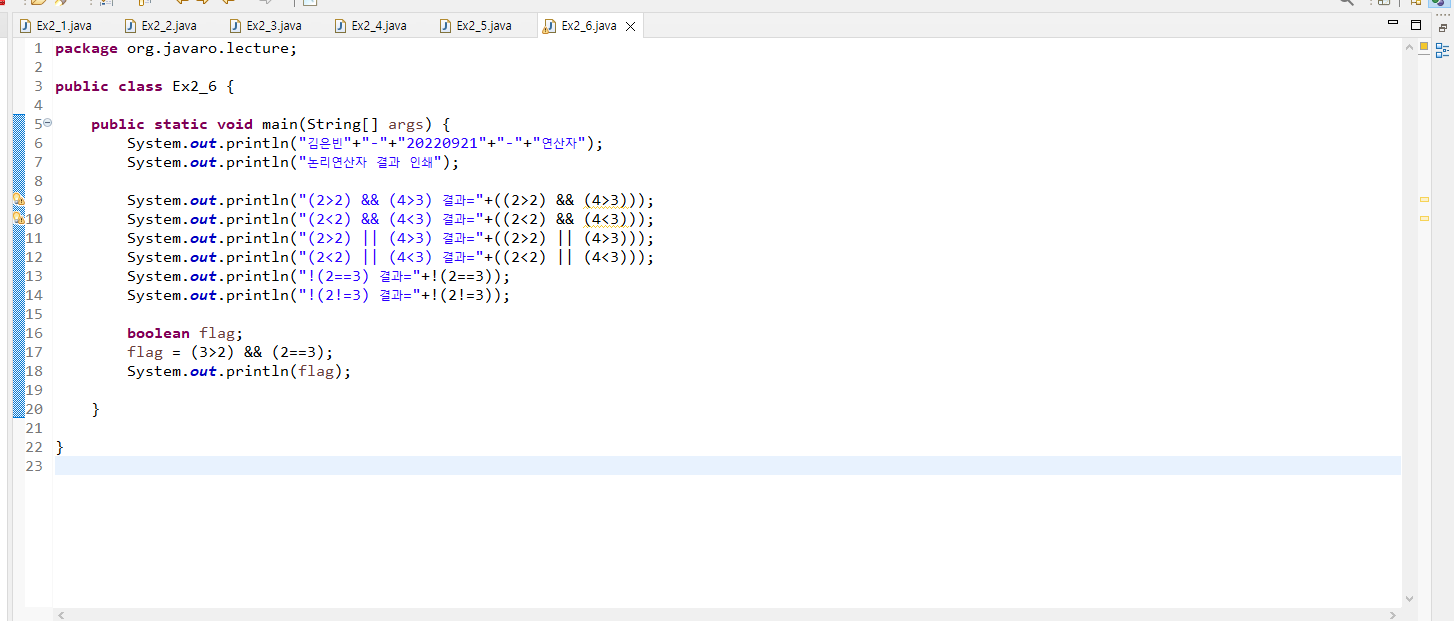 Ex2_1.java Ex2_2.java Ex2_3.java Ex2_4.java Ex2_5.java Ex2_6.java
1 package org.javaro.lecture;
2
3 public class Ex2_6 {
4
5 public static void main(String[] args) {
6 System.out.println("김은빈"+"-"+"20220921"+"-"+"연산자");
7 System.out.println("논리연산자 결과 인쇄");
8
9 System.out.println("(2>2) && (4>3) 결과="+((2>2) && (4>3)));
10 System.out.println("(2<2) && (4<3) 결과="+((2<2) && (4<3)));
11 System.out.println("(2>2) || (4>3) 결과="+((2>2) || (4>3)));
12 System.out.println("(2<2) || (4<3) 결과="+((2<2) || (4<3)));
13 System.out.println("!(2==3) 결과="+!(2==3));
14 System.out.println("!(2!=3) 결과="+!(2!=3));
15
16 boolean flag;
17 flag = (3>2) && (2==3);
18 System.out.println(flag);
19
20 }
21
22 }
23